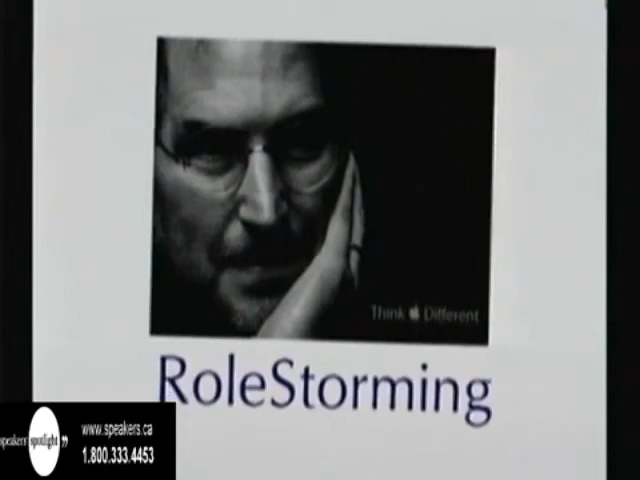 Think Different
RoleStorming
speakers spotlight
www.speakers.ca
1.800.333.4453